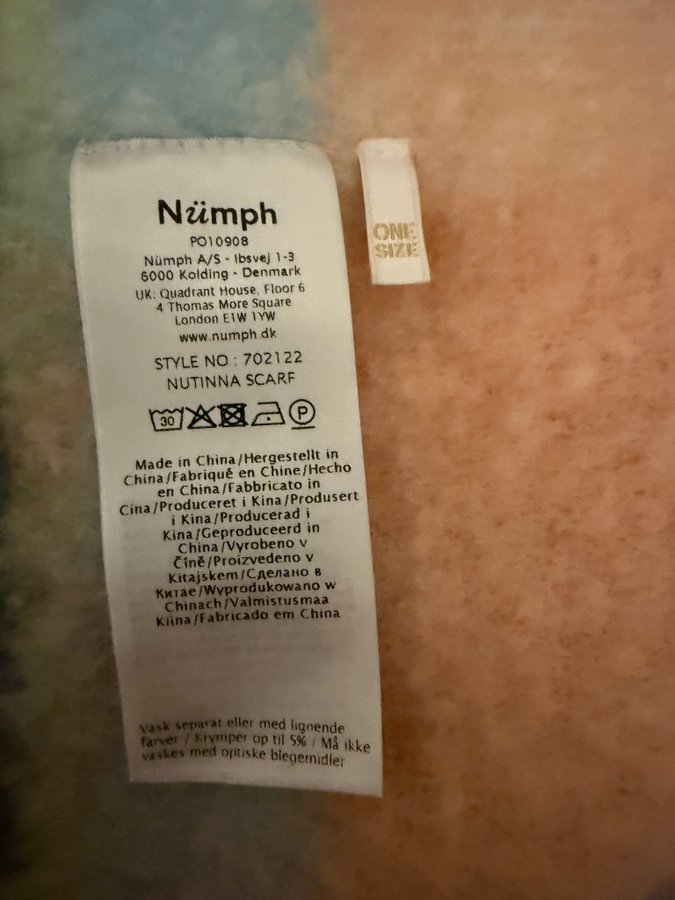 Nümph
PO10908
Nümph A/S - Ibsvej 1-3
6000 Kolding - Denmark
UK: Quadrant House, Floor 6
4 Thomas More Square
London E1W 1YW
www.numph.dk
STYLE NO.: 702122
NUTINNA SCARF
30 P
Made in China/Hergestellt in
China/Fabriqué en Chine/Hecho
en China/Fabbricato in
Cina/Produceret i Kina/Produsert
i Kina/Producerad i
Kina/Geproduceerd in
China/Vyrobeno v
Číně/Proizvedeno v
Kitajskem/Сделано в
Китае/Wyprodukowano w
Chinach/Valmistusmaa
Kiina/Fabricado em China
Vask separat eller med lignende
farver / Krymper op til 5% / Må ikke
vaskes med optiske blegemidler
ONE
SIZE